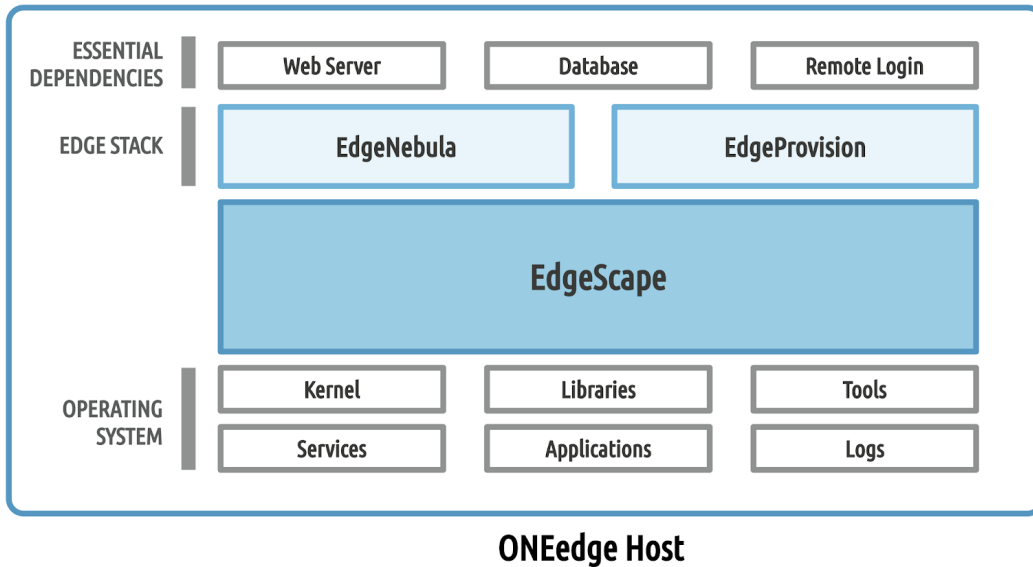 ESSENTIAL
DEPENDENCIES
Web Server
Database
Remote Login
EDGE STACK
EdgeNebula
EdgeProvision
EdgeScape
OPERATING
SYSTEM
Kernel
Libraries
Tools
Services
Applications
Logs
ONEedge Host